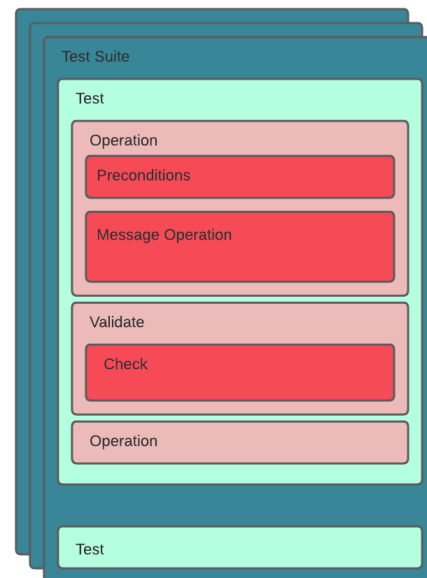 Test Suite
Test
Operation
Preconditions
Message Operation
Validate
Check
Operation
Test